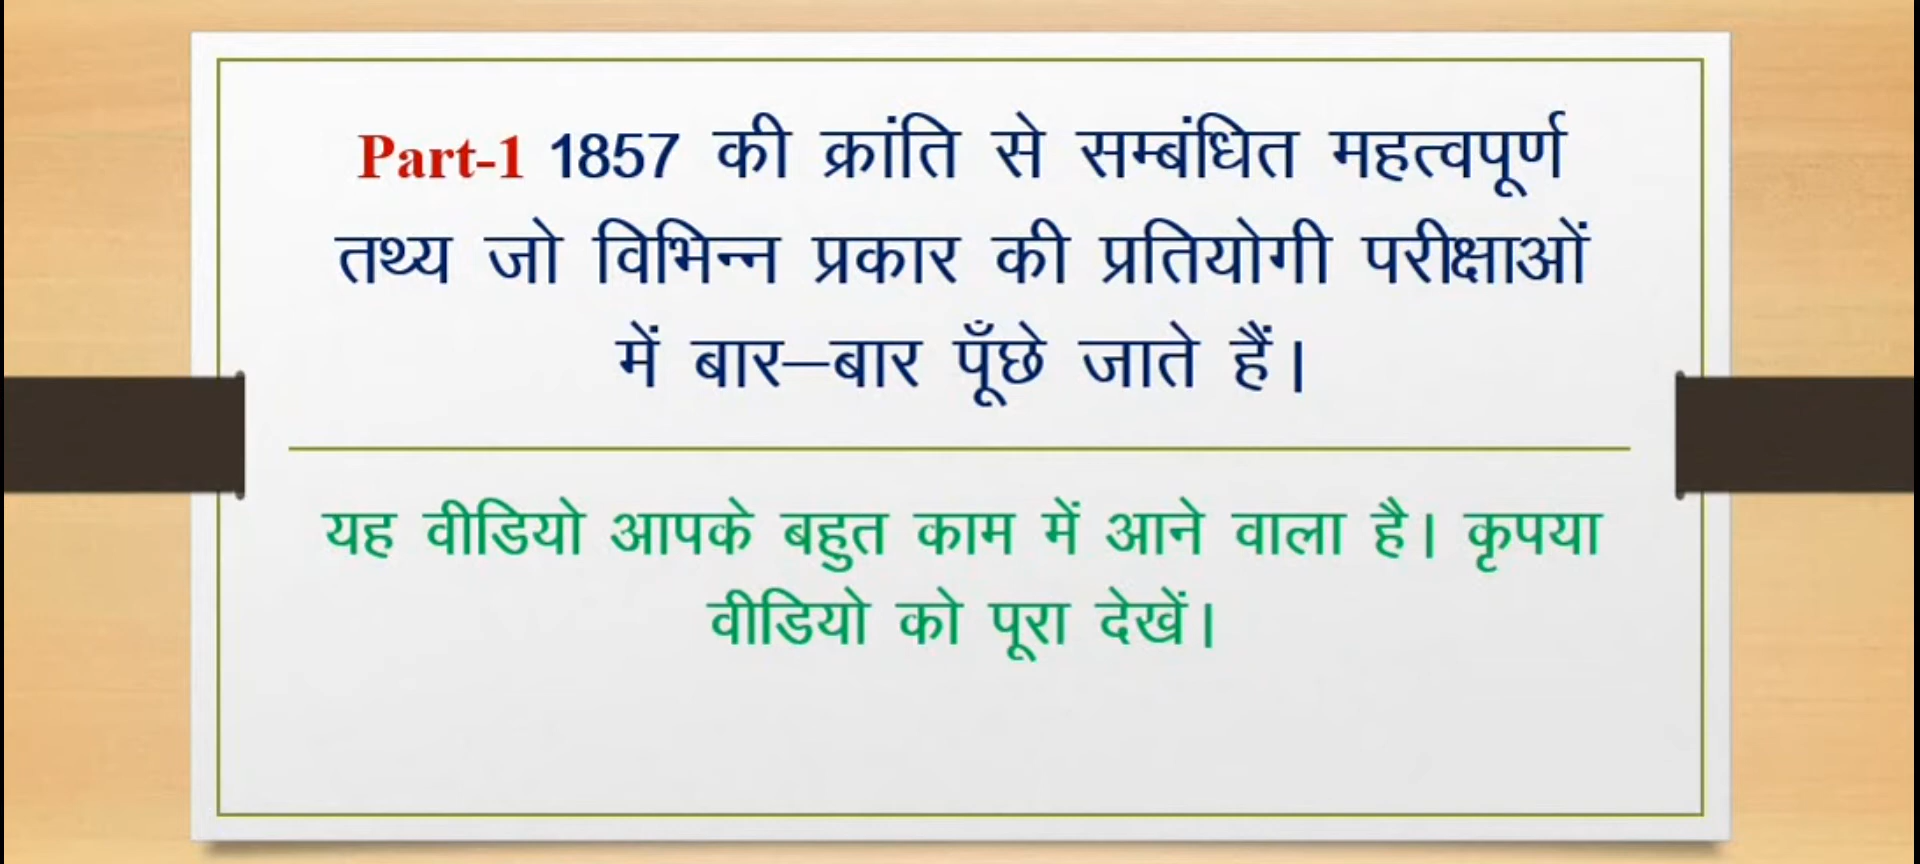 Part-1 1857 की क्रांति से सम्बंधित महत्वपूर्ण
तथ्य जो विभिन्न प्रकार की प्रतियोगी परीक्षाओं
में बार–बार पूँछे जाते हैं।
यह वीडियो आपके बहुत काम में आने वाला है। कृपया
वीडियो को पूरा देखें।